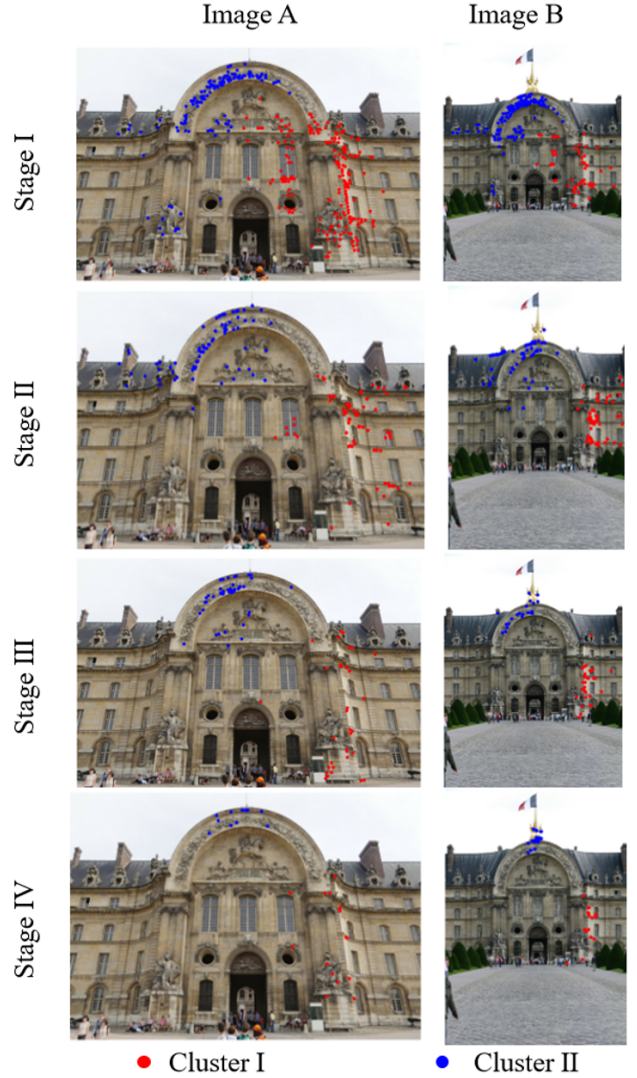 Image A
Image B
Stage I
Stage II
Stage III
Stage IV
Cluster I
Cluster II